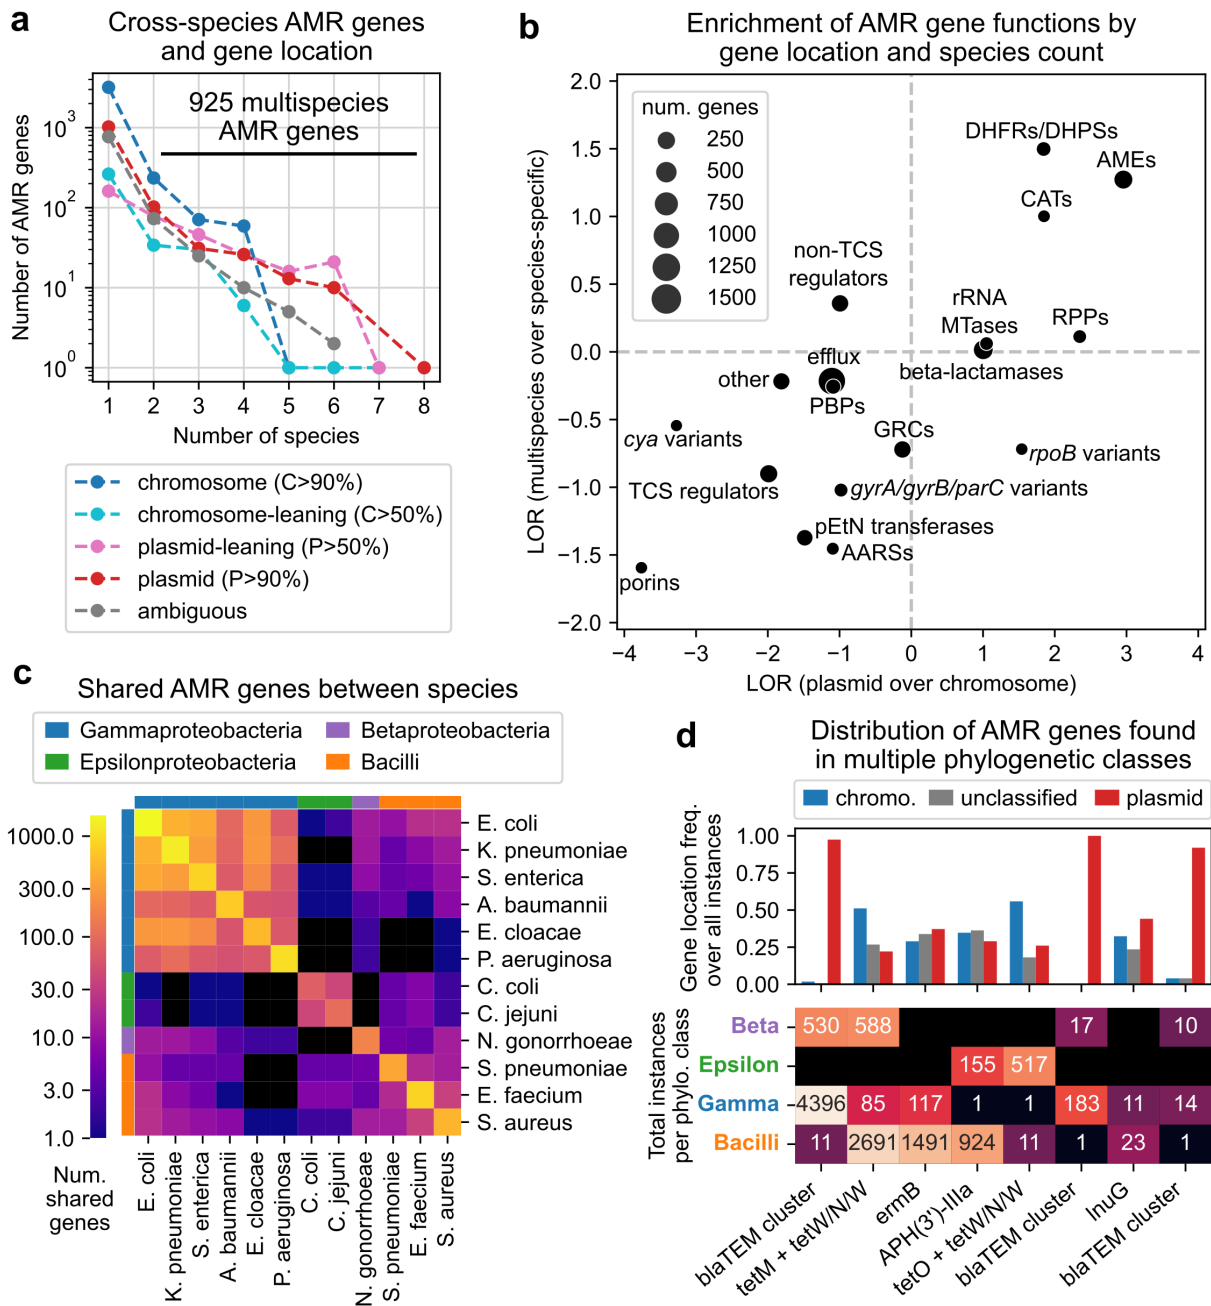 a
Cross-species AMR genes
and gene location
925 multispecies
AMR genes
Number of AMR genes
10^3
10^2
10^1
10^0
1 2 3 4 5 6 7 8
Number of species
chromosome (C>90%)
chromosome-leaning (C>50%)
plasmid-leaning (P>50%)
plasmid (P>90%)
ambiguous
b
Enrichment of AMR gene functions by
gene location and species count
LOR (multispecies over species-specific)
2.0
1.5
1.0
0.5
0.0
−0.5
−1.0
−1.5
−2.0
num. genes
250
500
750
1000
1250
1500
DHFRs/DHPSs
AMEs
CATs
non-TCS
regulators
rRNA
MTases
RPPs
efflux
beta-lactamases
other
PBPs
GRCs
cya variants
rpoB variants
TCS regulators
gyrA/gyrB/parC variants
pEtN transferases
AARSs
porins
−4 −3 −2 −1 0 1 2 3 4
LOR (plasmid over chromosome)
c
Shared AMR genes between species
Gammaproteobacteria
Betaproteobacteria
Epsilonproteobacteria
Bacilli
1000.0
300.0
100.0
30.0
10.0
3.0
1.0
Num.
shared
genes
E. coli
K. pneumoniae
S. enterica
A. baumannii
E. cloacae
P. aeruginosa
C. coli
C. jejuni
N. gonorrhoeae
S. pneumoniae
E. faecium
S. aureus
E. coli
K. pneumoniae
S. enterica
A. baumannii
E. cloacae
P. aeruginosa
C. coli
C. jejuni
N. gonorrhoeae
S. pneumoniae
E. faecium
S. aureus
d
Distribution of AMR genes found
in multiple phylogenetic classes
chromo. unclassified plasmid
Gene location freq.
over all instances
1.00
0.75
0.50
0.25
0.00
Total instances
per phylo. class
Beta 530 588 17 10
Epsilon 155 517
Gamma 4396 85 117 1 1 183 11 14
Bacilli 11 2691 1491 924 11 1 23 1
blaTEM cluster
tetM + tetW/N/W
ermB
APH(3')-IIIa
tetO + tetW/N/W
blaTEM cluster
lnuG
blaTEM cluster